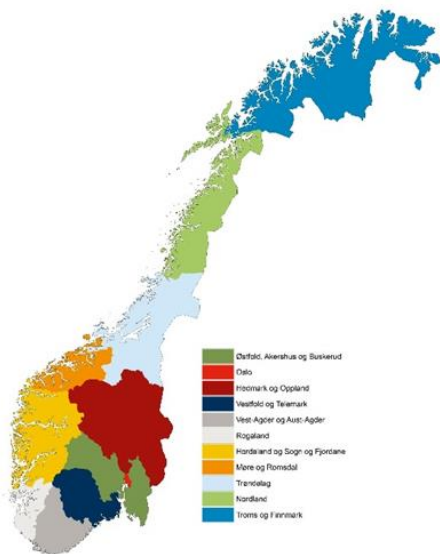 Østfold, Akershus og Buskerud
Oslo
Hedmark og Oppland
Vestfold og Telemark
Vest-Agder og Aust-Agder
Rogaland
Hordaland og Sogn og Fjordane
Møre og Romsdal
Trøndelag
Nordland
Troms og Finnmark